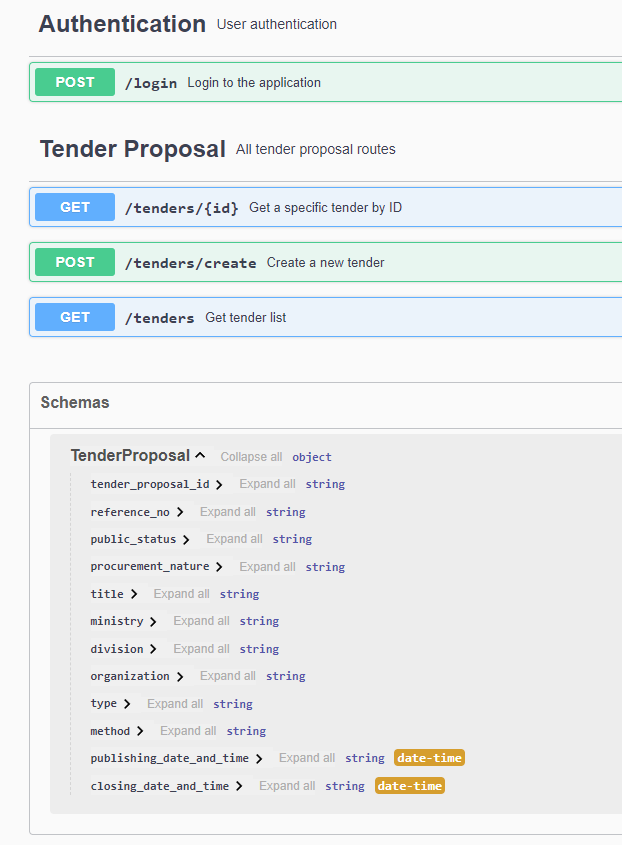 Authentication User authentication
POST /login Login to the application
Tender Proposal All tender proposal routes
GET /tenders/{id} Get a specific tender by ID
POST /tenders/create Create a new tender
GET /tenders Get tender list
Schemas
TenderProposal Collapse all object
tender_proposal_id Expand all string
reference_no Expand all string
public_status Expand all string
procurement_nature Expand all string
title Expand all string
ministry Expand all string
division Expand all string
organization Expand all string
type Expand all string
method Expand all string
publishing_date_and_time Expand all string date-time
closing_date_and_time Expand all string date-time